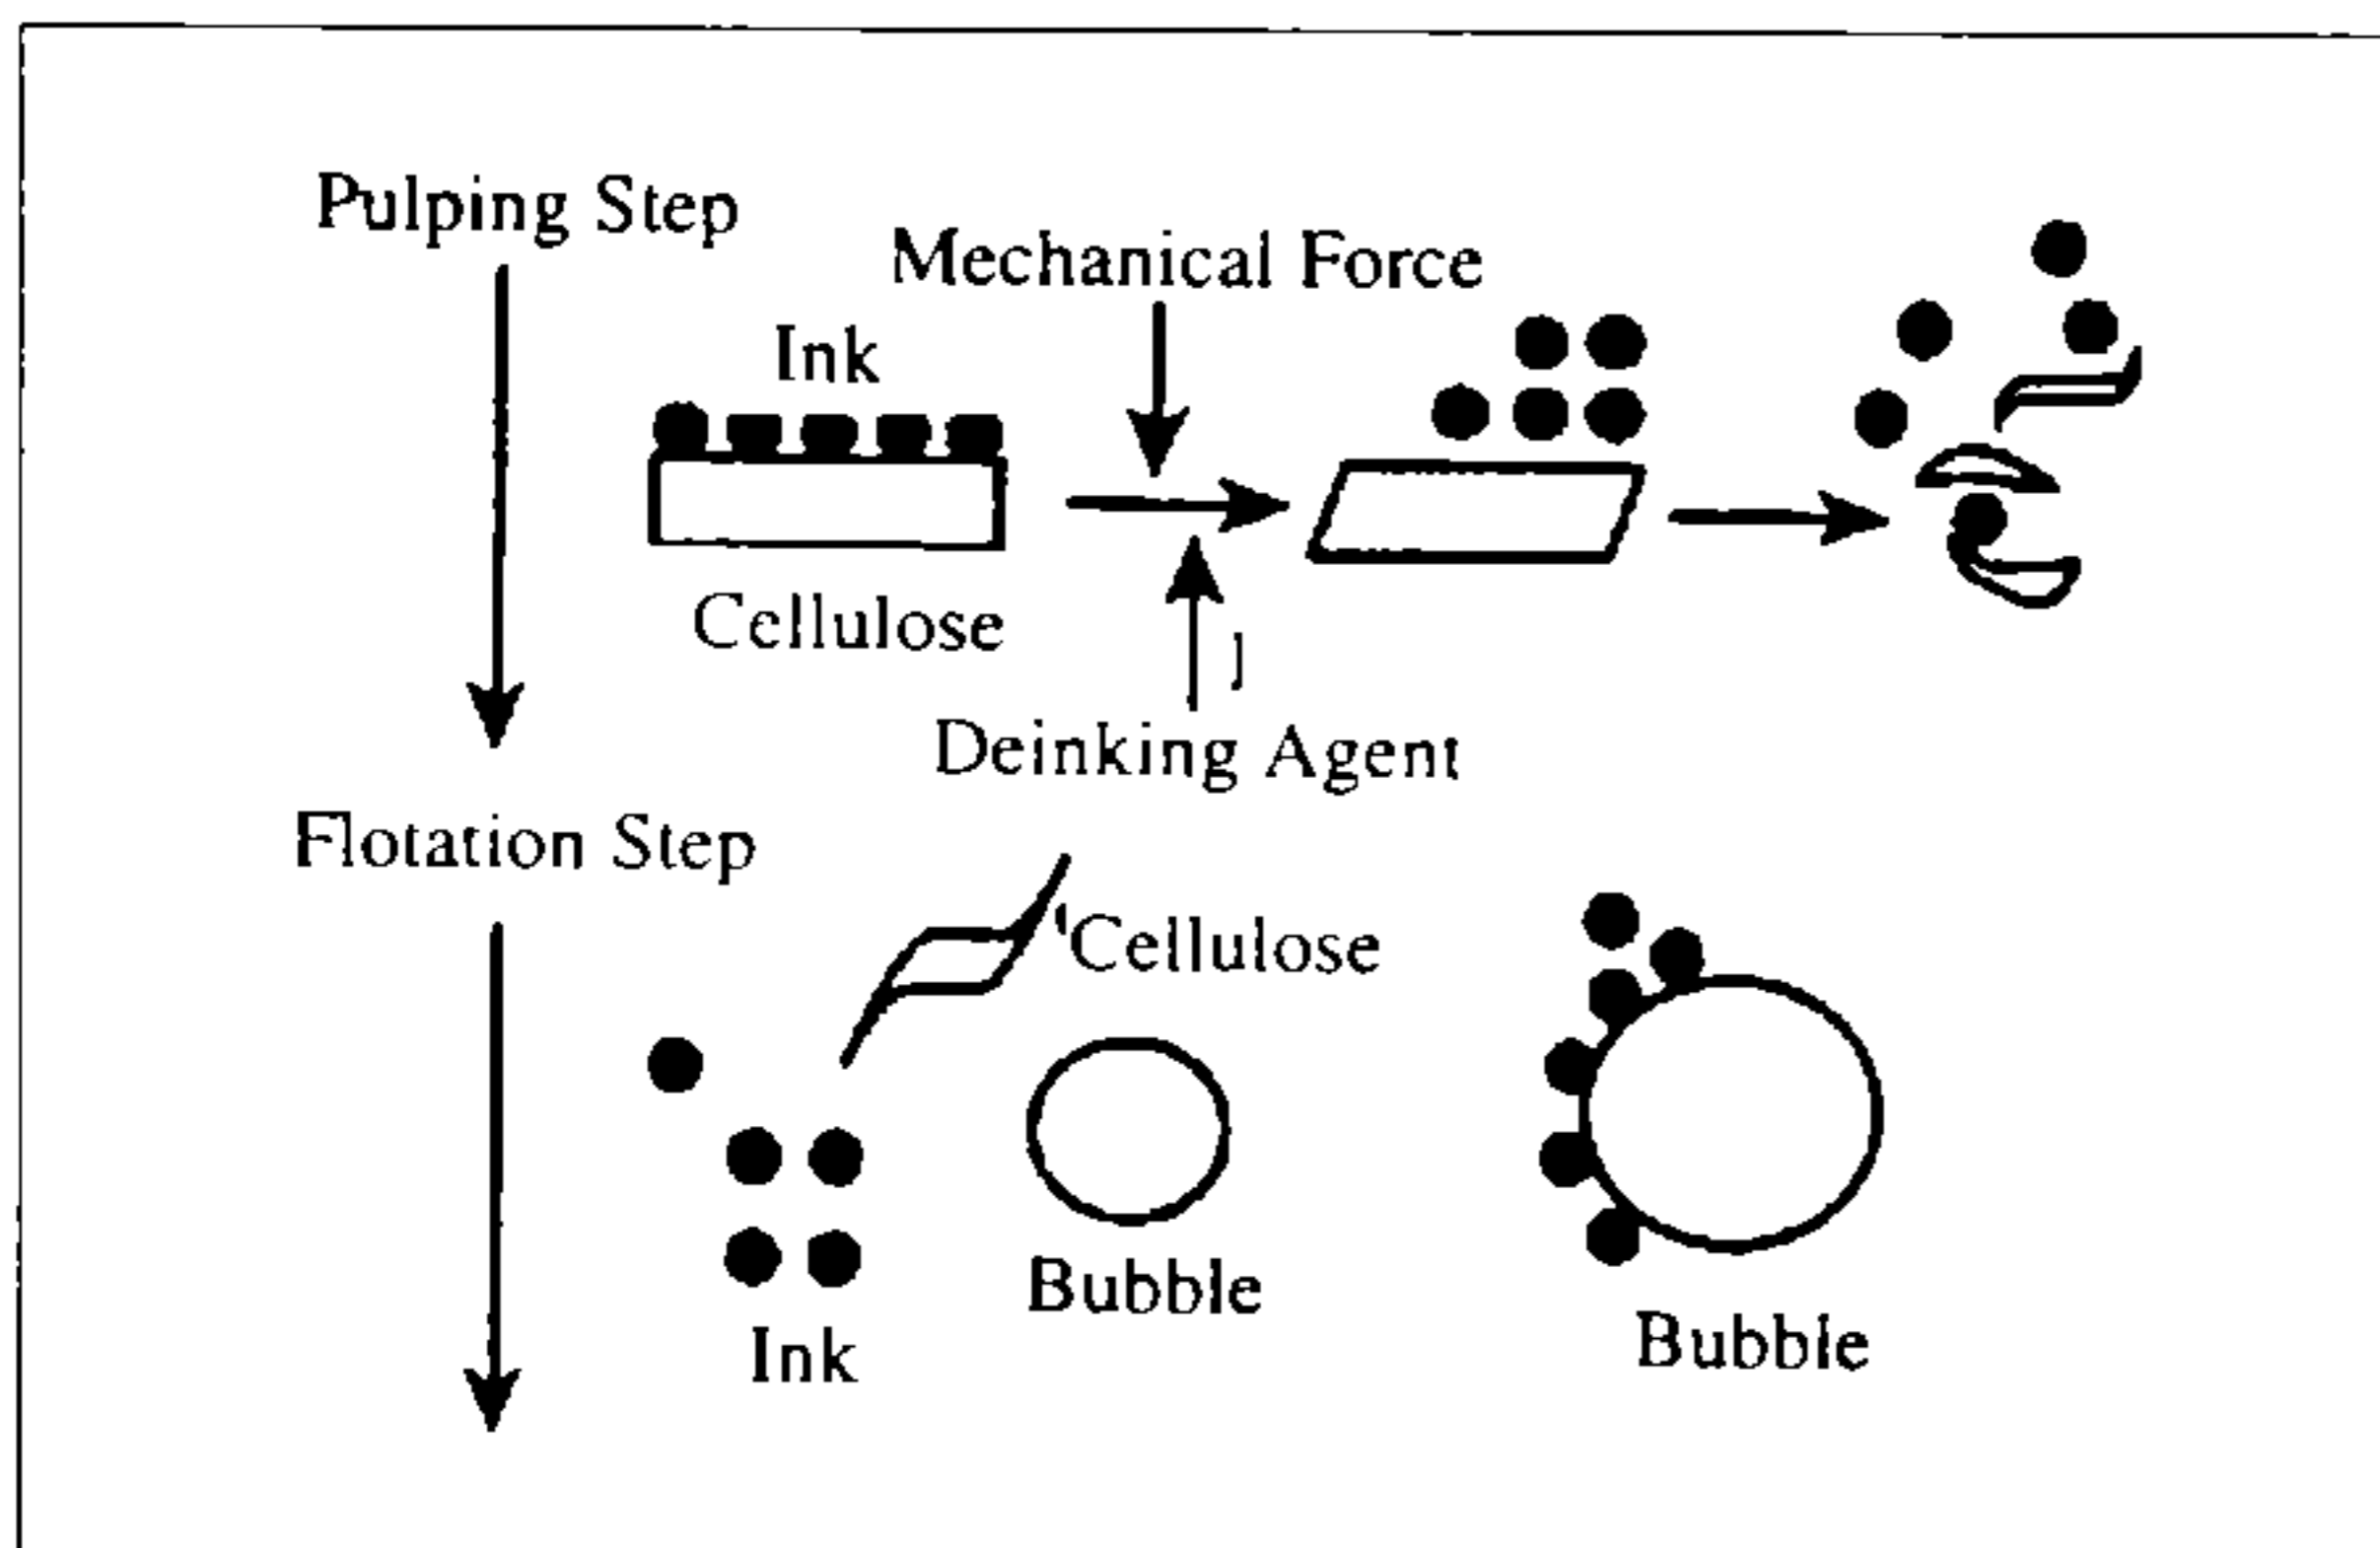 Pulping Step
Mechanical Force
Ink
Cellulose
Deinking Agent
Flotation Step
Cellulose
Bubble
Ink
Bubble